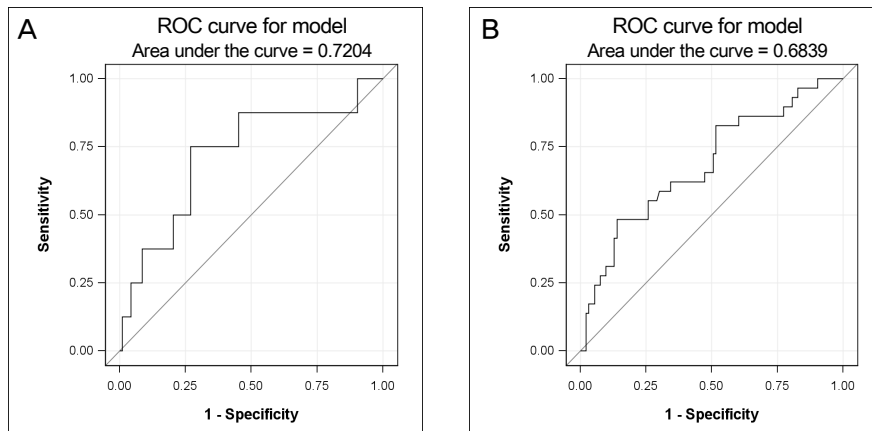 A
ROC curve for model
Area under the curve = 0.7204
1.00
0.75
0.50
0.25
0.00
Sensitivity
0.00 0.25 0.50 0.75 1.00
1 - Specificity
B
ROC curve for model
Area under the curve = 0.6839
1.00
0.75
0.50
0.25
0.00
Sensitivity
0.00 0.25 0.50 0.75 1.00
1 - Specificity